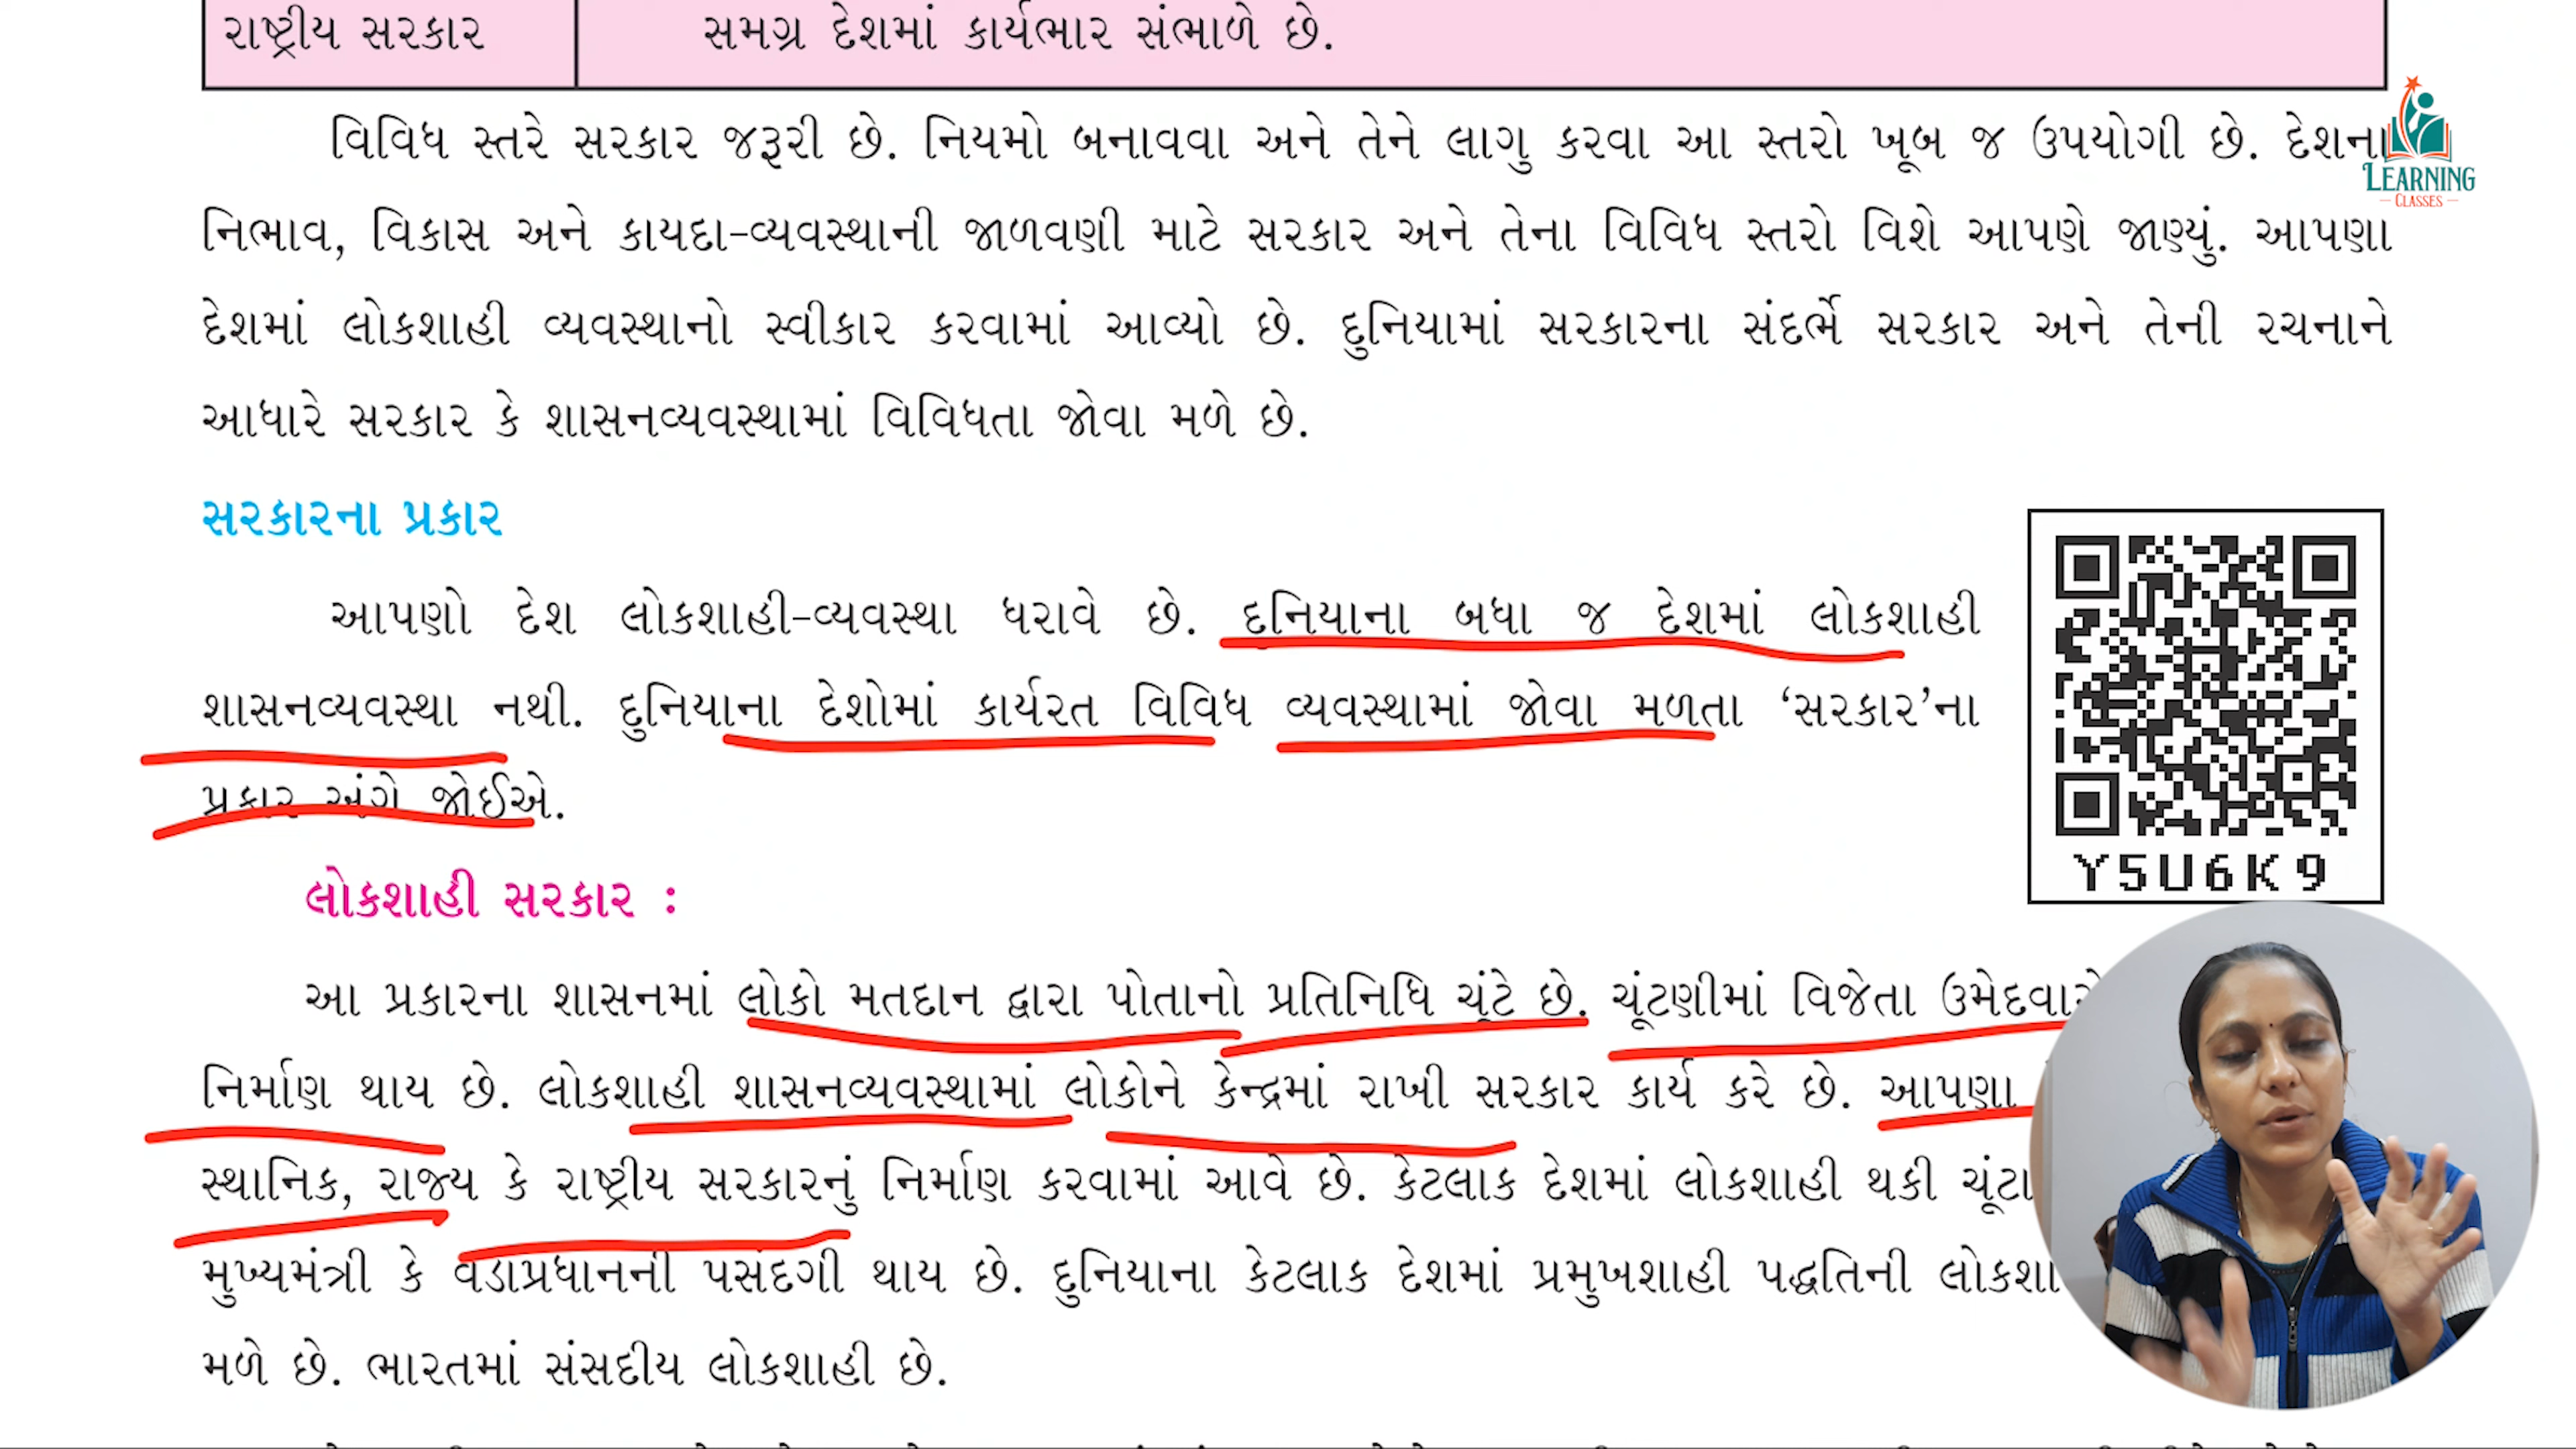 રાષ્ટ્રીય સરકાર સમગ્ર દેશમાં કાર્યભાર સંભાળે છે.
વિવિધ સ્તરે સરકાર જરૂરી છે. નિયમો બનાવવા અને તેને લાગુ કરવા આ સ્તરો ખૂબ જ ઉપયોગી છે. દેશના
LEARNING
CLASSES
નિભાવ, વિકાસ અને કાયદા-વ્યવસ્થાની જાળવણી માટે સરકાર અને તેના વિવિધ સ્તરો વિશે આપણે જાણ્યું. આપણા
દેશમાં લોકશાહી વ્યવસ્થાનો સ્વીકાર કરવામાં આવ્યો છે. દુનિયામાં સરકારના સંદર્ભે સરકાર અને તેની રચનાને
આધારે સરકાર કે શાસનવ્યવસ્થામાં વિવિધતા જોવા મળે છે.
સરકારના પ્રકાર
આપણો દેશ લોકશાહી-વ્યવસ્થા ધરાવે છે. દુનિયાના બધા જ દેશમાં લોકશાહી
શાસનવ્યવસ્થા નથી. દુનિયાના દેશોમાં કાર્યરત વિવિધ વ્યવસ્થામાં જોવા મળતા ‘સરકાર’ના
પ્રકાર અંગે જોઈએ.
Y5U6K9
લોકશાહી સરકાર :
આ પ્રકારના શાસનમાં લોકો મતદાન દ્વારા પોતાનો પ્રતિનિધિ ચૂંટે છે. ચૂંટણીમાં વિજેતા
નિર્માણ થાય છે. લોકશાહી શાસનવ્યવસ્થામાં લોકોને કેન્દ્રમાં રાખી સરકાર કાર્ય કરે છે. આપણા
સ્થાનિક, રાજ્ય કે રાષ્ટ્રીય સરકારનું નિર્માણ કરવામાં આવે છે. કેટલાક દેશમાં લોકશાહી થકી
મુખ્યમંત્રી કે વડાપ્રધાનની પસંદગી થાય છે. દુનિયાના કેટલાક દેશમાં પ્રમુખશાહી પદ્ધતિની
મળે છે. ભારતમાં સંસદીય લોકશાહી છે.